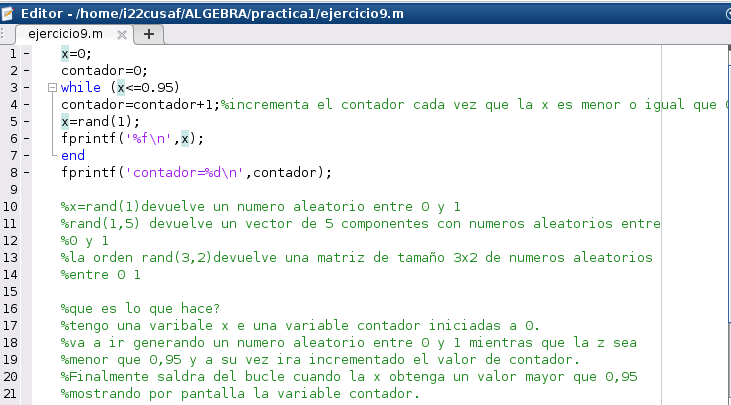 Editor - /home/i22cusaf/ALGEBRA/practica1/ejercicio9.m
ejercicio9.m × +
1 - x=0;
2 - contador=0;
3 - while (x<=0.95)
4 - contador=contador+1;%incrementa el contador cada vez que la x es menor o igual que 0
5 - x=rand(1);
6 - fprintf('%f\n',x);
7 - end
8 - fprintf('contador=%d\n',contador);
9
10 %x=rand(1)devuelve un numero aleatorio entre 0 y 1
11 %rand(1,5) devuelve un vector de 5 componentes con numeros aleatorios entre
12 %0 y 1
13 %la orden rand(3,2)devuelve una matriz de tamaño 3x2 de numeros aleatorios
14 %entre 0 1
15
16 %que es lo que hace?
17 %tengo una varibale x e una variable contador iniciadas a 0.
18 %va a ir generando un numero aleatorio entre 0 y 1 mientras que la z sea
19 %menor que 0,95 y a su vez ira incrementado el valor de contador.
20 %Finalmente saldra del bucle cuando la x obtenga un valor mayor que 0,95
21 %mostrando por pantalla la variable contador.